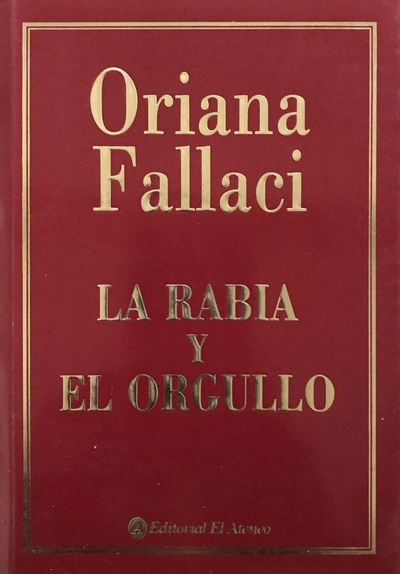 Oriana
Fallaci
LA RABIA
Y
EL ORGULLO
Editorial El Ateneo